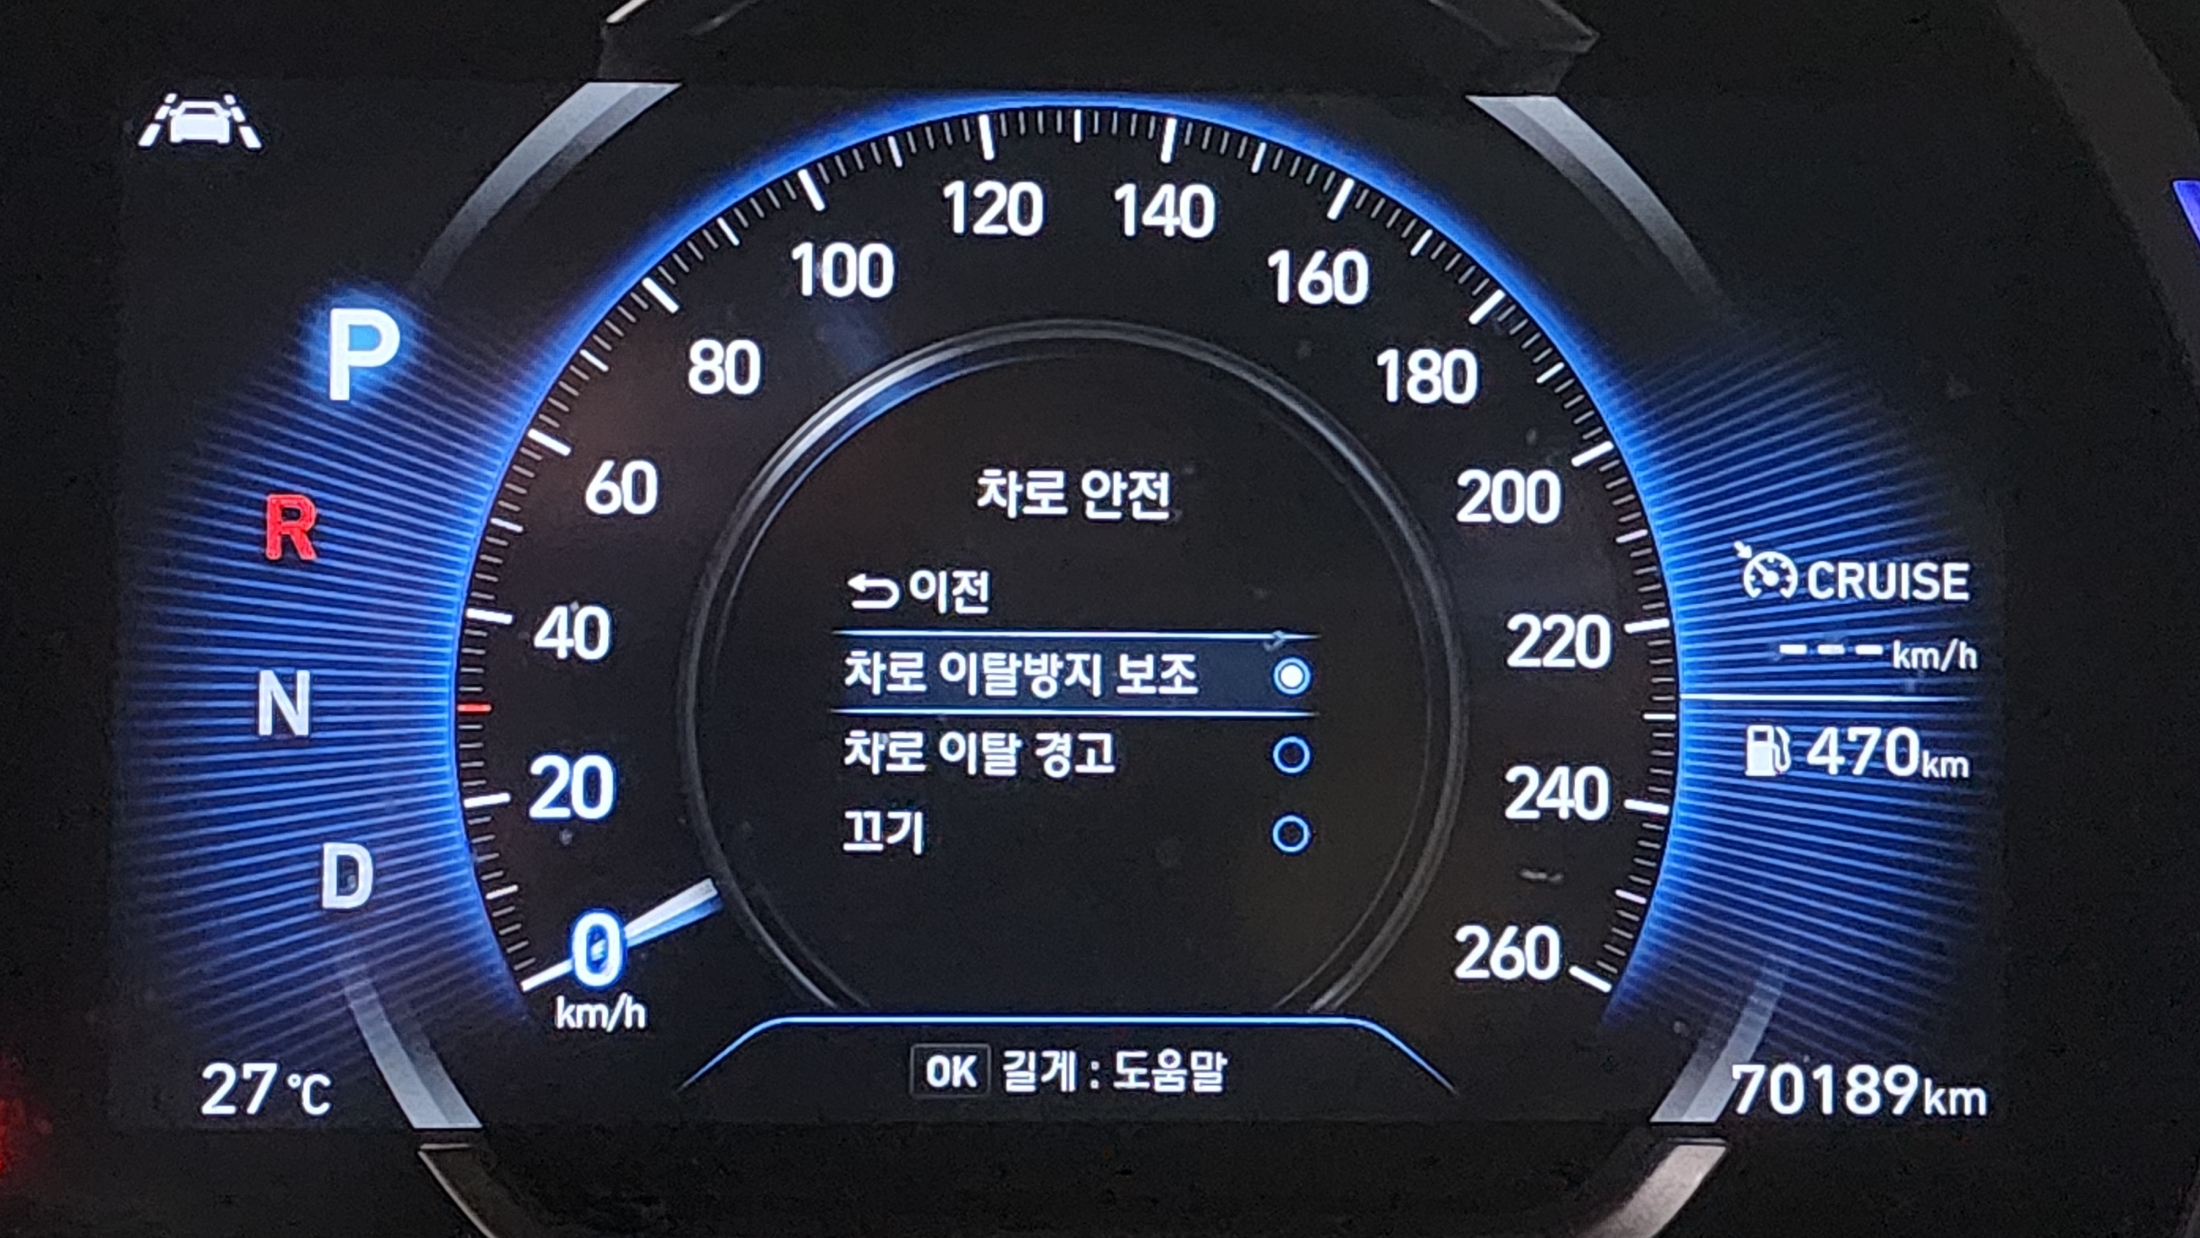 P
R
N
D
0
20
40
60
80
100
120
140
160
180
200
220
240
260
km/h
차로 안전
이전
차로 이탈방지 보조
차로 이탈 경고
끄기
OK 길게 : 도움말
CRUISE
---km/h
470km
27°C
70189km